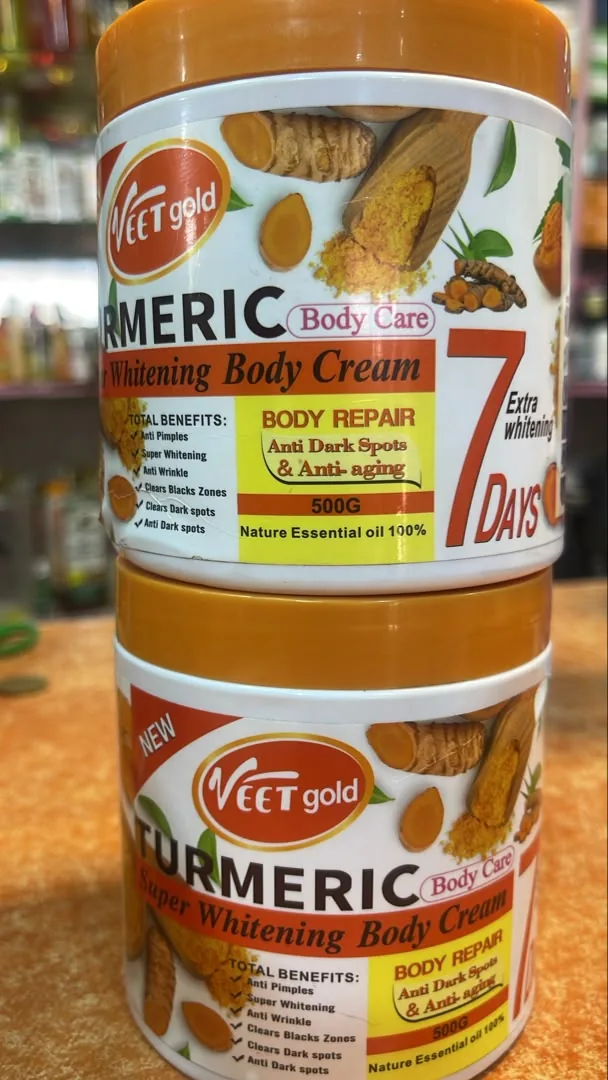 VEET gold
RMERIC Body Care
r Whitening Body Cream
TOTAL BENEFITS:
Anti Pimples
Super Whitening
Anti Wrinkle
Clears Blacks Zones
Clears Dark spots
Anti Dark spots
BODY REPAIR
Anti Dark Spots
& Anti- aging
500G
Nature Essential oil 100%
7
Extra
whitening
DAYS
NEW
VEET gold
TURMERIC Body Care
Super Whitening Body Cream
TOTAL BENEFITS:
Anti Pimples
Super Whitening
Anti Wrinkle
Clears Blacks Zones
Clears Dark spots
Anti Dark spots
BODY REPAIR
Anti Dark Spots
& Anti- aging
500G
Nature Essential oil 100%
7